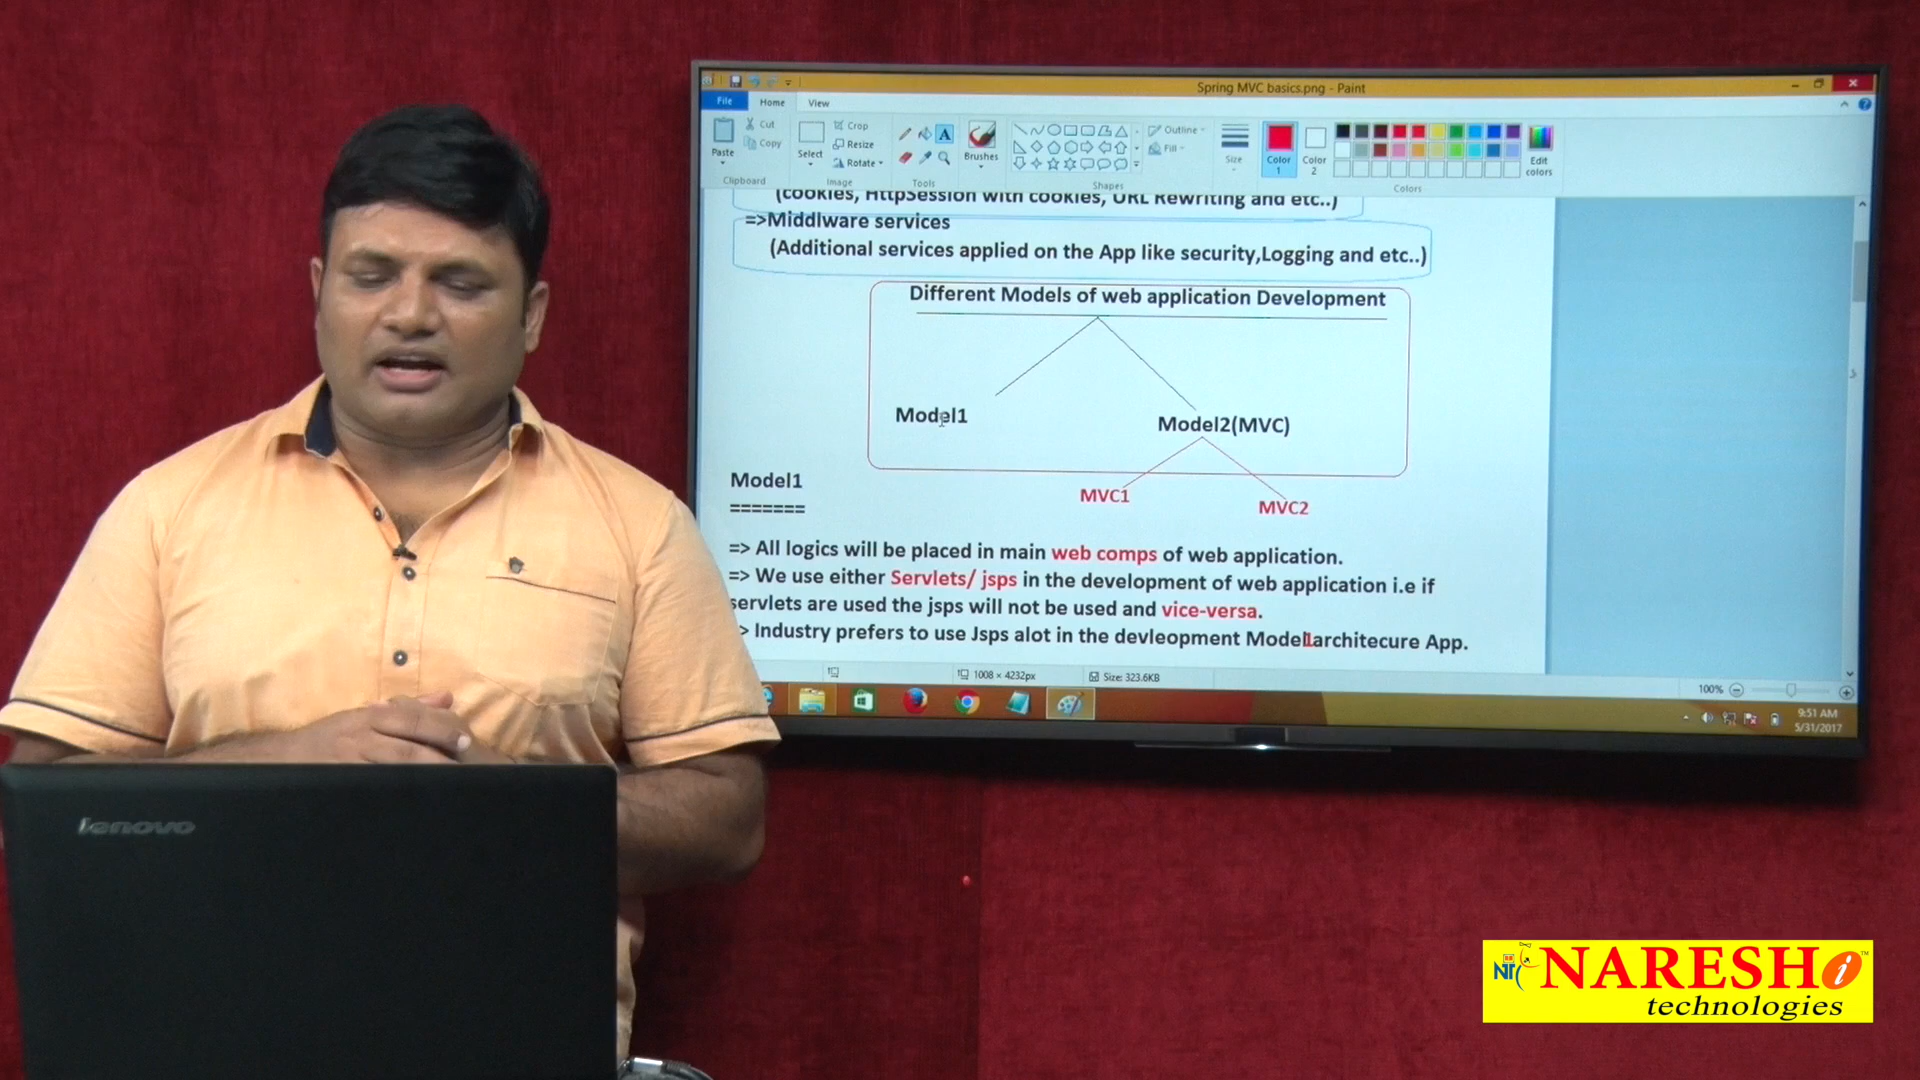 Spring MVC basics.png - Paint
File Home View
Paste
Cut
Copy
Clipboard
Select
Crop
Resize
Rotate
Image
A
Tools
Brushes
Outline
Fill
Shapes
Size
Color 1
Color 2
Edit colors
Colors
(cookies, HttpSession with cookies, URL Rewriting and etc..)
=>Middlware services
(Additional services applied on the App like security,Logging and etc..)
Different Models of web application Development
Model1
Model2(MVC)
MVC1
MVC2
Model1
=======
=> All logics will be placed in main web comps of web application.
=> We use either Servlets/ jsps in the development of web application i.e if
servlets are used the jsps will not be used and vice-versa.
> Industry prefers to use Jsps alot in the devleopment Model1architecure App.
1008 × 4232px
Size: 323.6KB
100%
9:51 AM
5/31/2017
lenovo
NT
NARESH i
technologies
TM